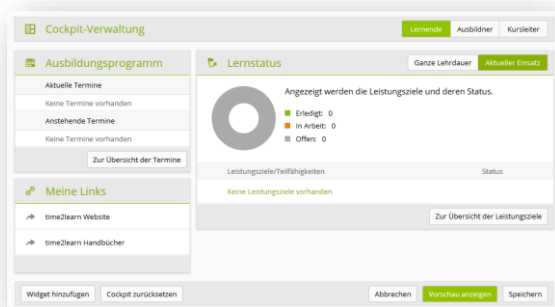 Cockpit-Verwaltung
Lernende Ausbildner Kursleiter
Ausbildungsprogramm
Aktuelle Termine
Keine Termine vorhanden
Anstehende Termine
Keine Termine vorhanden
Zur Übersicht der Termine
Meine Links
time2learn Website
time2learn Handbücher
Lernstatus
Ganze Lehrdauer Aktueller Einsatz
Angezeigt werden die Leistungsziele und deren Status.
Erledigt: 0
In Arbeit: 0
Offen: 0
Leistungsziele/Teilfähigkeiten Status
Keine Leistungsziele vorhanden
Zur Übersicht der Leistungsziele
Widget hinzufügen Cockpit zurücksetzen Abbrechen Vorschau anzeigen Speichern